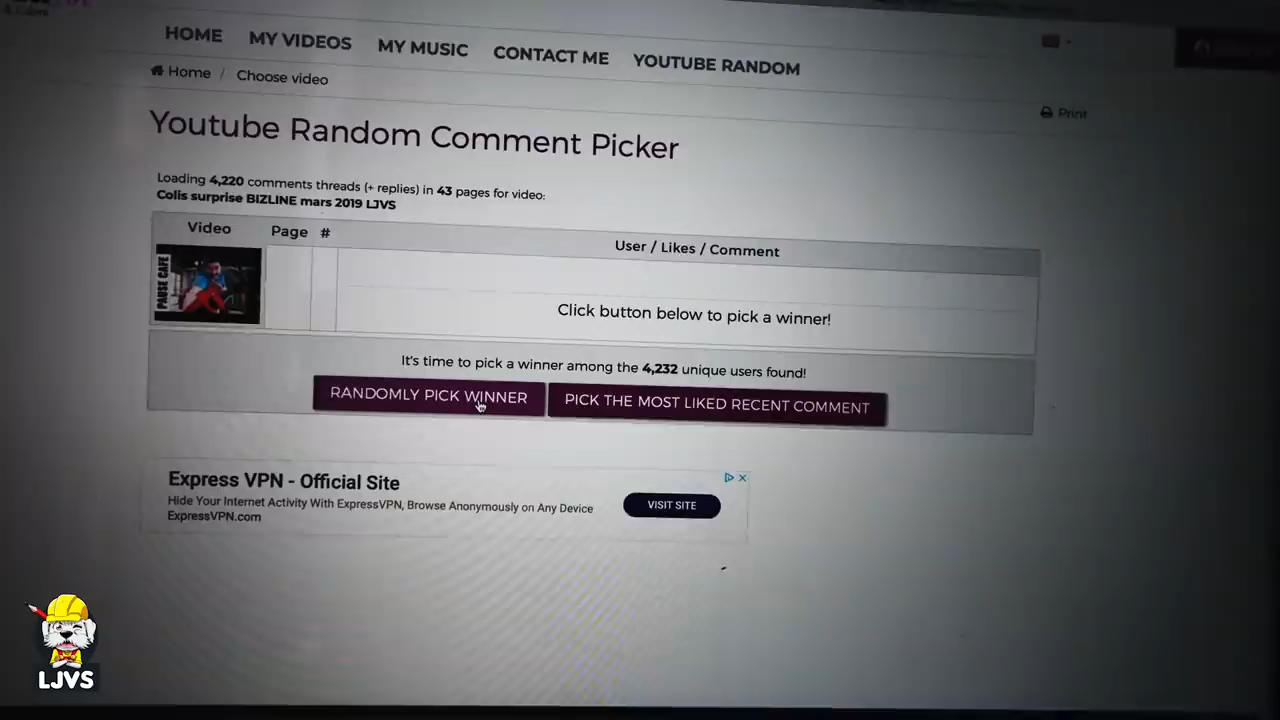 HOME MY VIDEOS MY MUSIC CONTACT ME YOUTUBE RANDOM
Home / Choose video
Print
Youtube Random Comment Picker
Loading 4,220 comments threads (+ replies) in 43 pages for video:
Colis surprise BIZLINE mars 2019 LJVS
Video Page # User / Likes / Comment
PAUSE CAFE
Click button below to pick a winner!
It's time to pick a winner among the 4,232 unique users found!
RANDOMLY PICK WINNER PICK THE MOST LIKED RECENT COMMENT
Express VPN - Official Site
Hide Your Internet Activity With ExpressVPN, Browse Anonymously on Any Device
ExpressVPN.com
VISIT SITE
LJVS